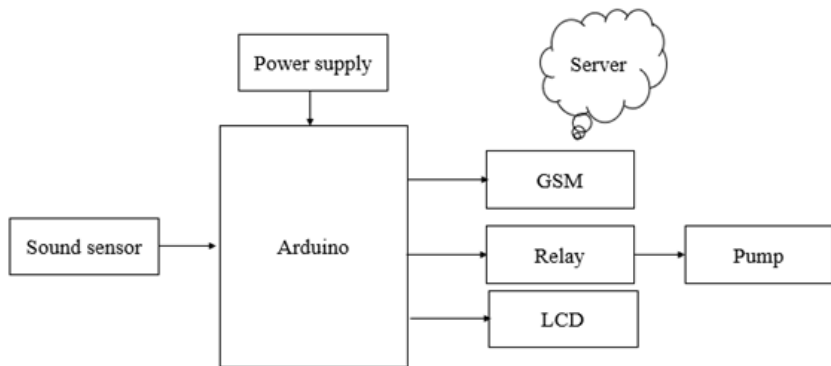 Power supply
Server
GSM
Sound sensor
Arduino
Relay
Pump
LCD